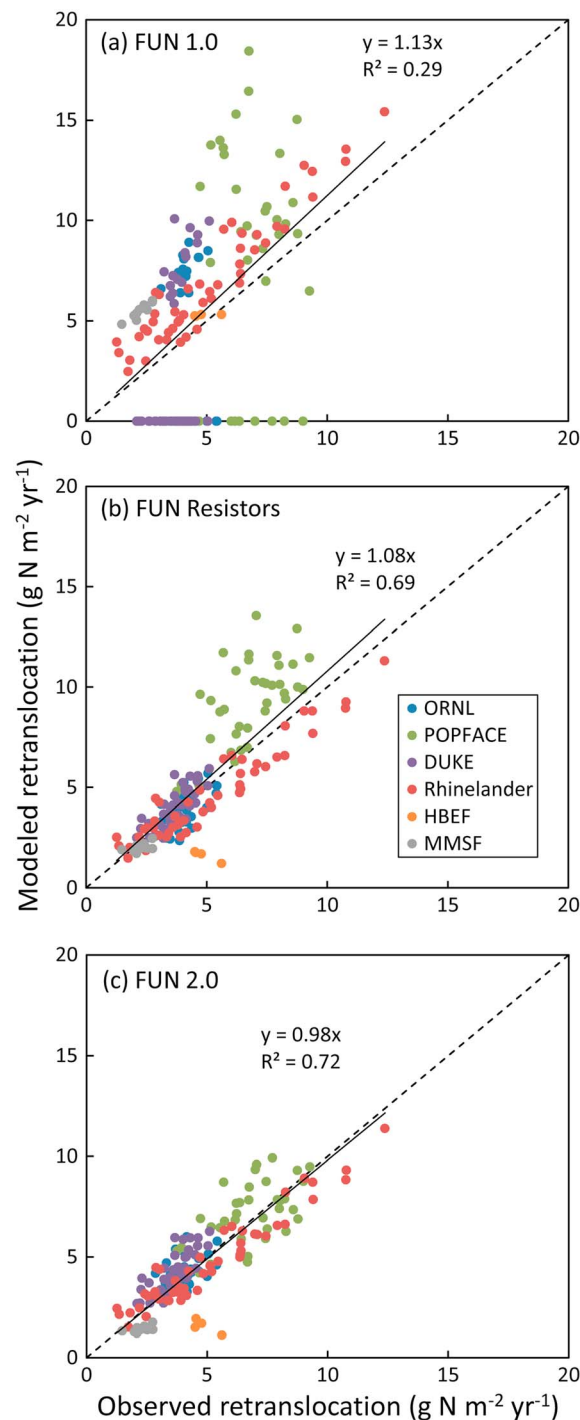 (a) FUN 1.0
y = 1.13x
R² = 0.29
20
15
10
5
0
0
5
10
15
20
(b) FUN Resistors
y = 1.08x
R² = 0.69
ORNL
POPFACE
DUKE
Rhinelander
HBEF
MMSF
20
15
10
5
0
0
5
10
15
20
(c) FUN 2.0
y = 0.98x
R² = 0.72
20
15
10
5
0
0
5
10
15
20
Modeled retranslocation (g N m⁻² yr⁻¹)
Observed retranslocation (g N m⁻² yr⁻¹)